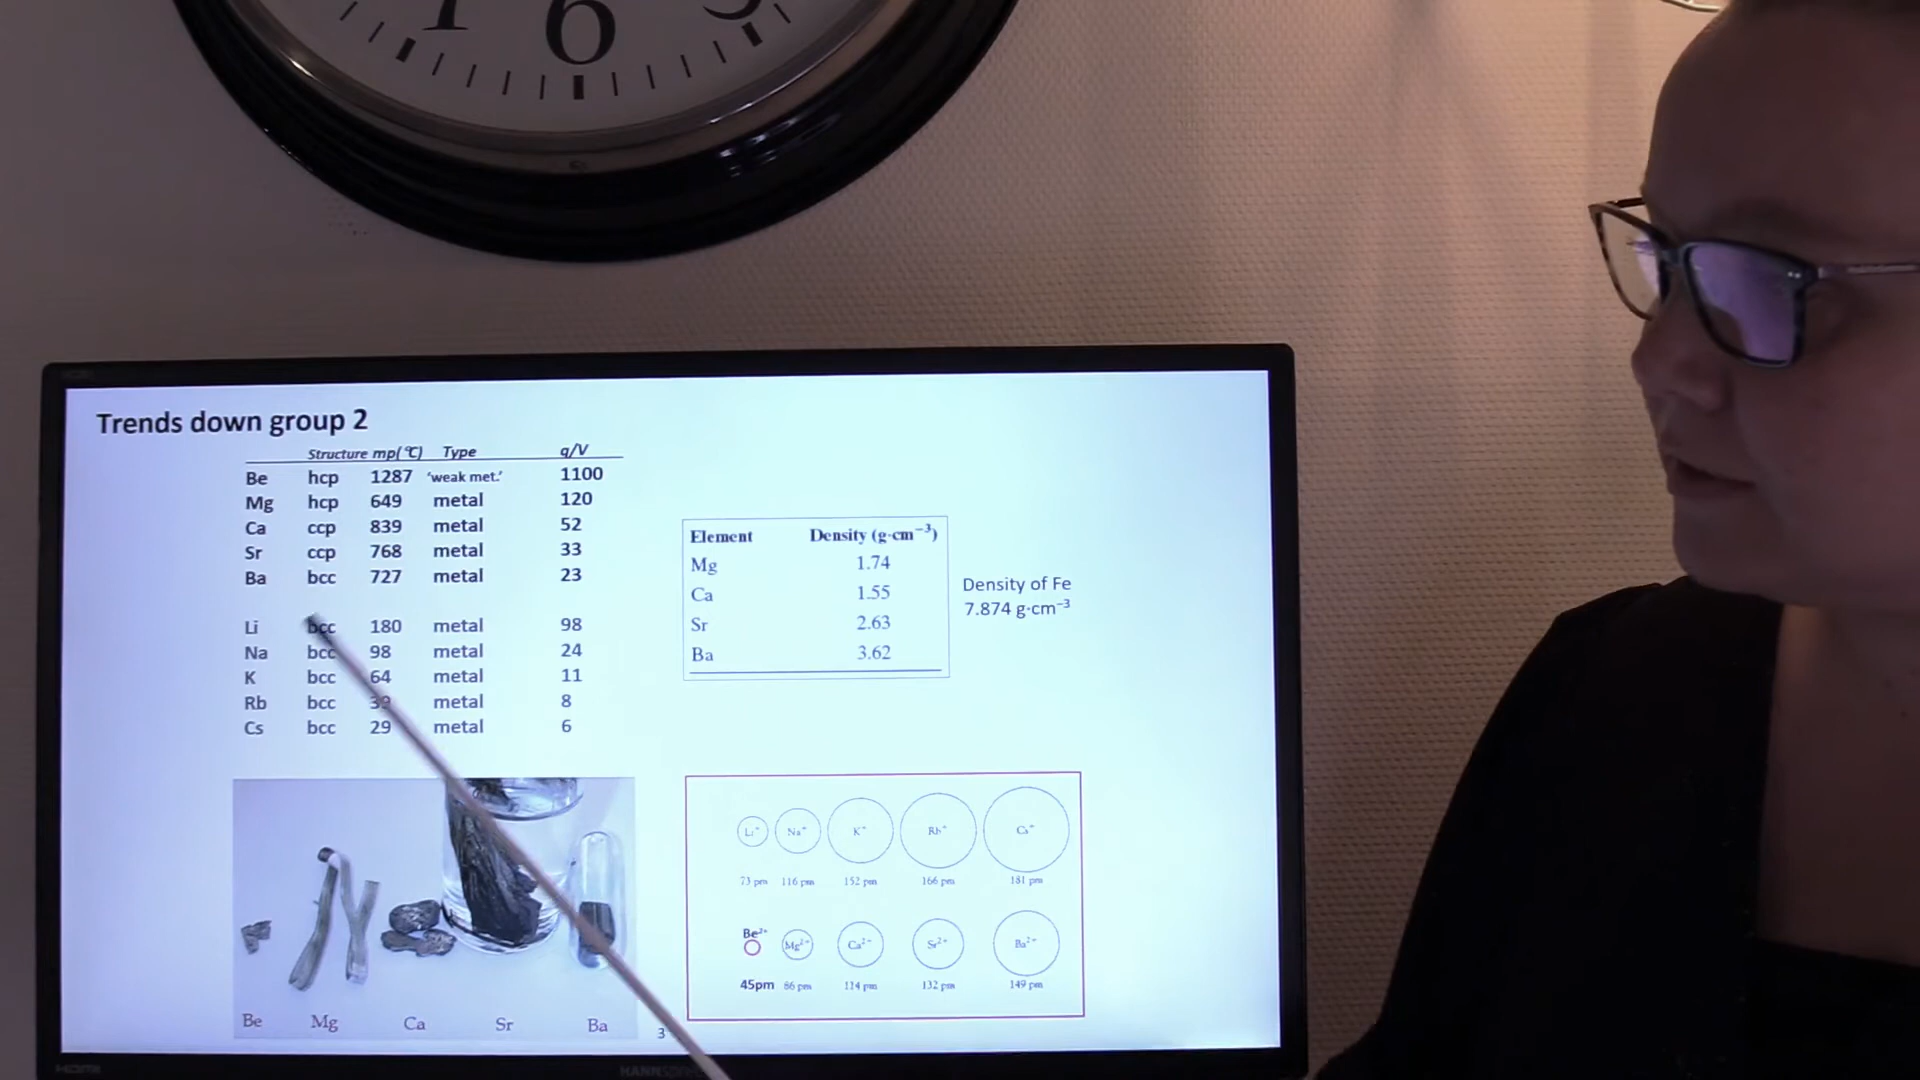 6
Trends down group 2
Structure mp(°C) Type q/V
Be hcp 1287 'weak met.' 1100
Mg hcp 649 metal 120
Ca ccp 839 metal 52
Sr ccp 768 metal 33
Ba bcc 727 metal 23
Li bcc 180 metal 98
Na bcc 98 metal 24
K bcc 64 metal 11
Rb bcc metal 8
Cs bcc 29 metal 6
Element Density (g·cm⁻³)
Mg 1.74
Ca 1.55
Sr 2.63
Ba 3.62
Density of Fe
7.874 g·cm⁻³
Li⁺ Na⁺ K⁺ Rb⁺ Cs⁺
73 pm 116 pm 152 pm 166 pm 181 pm
Be²⁺ Mg²⁺ Ca²⁺ Sr²⁺ Ba²⁺
45pm 86 pm 114 pm 132 pm 149 pm
Be Mg Ca Sr Ba
3
HDMI